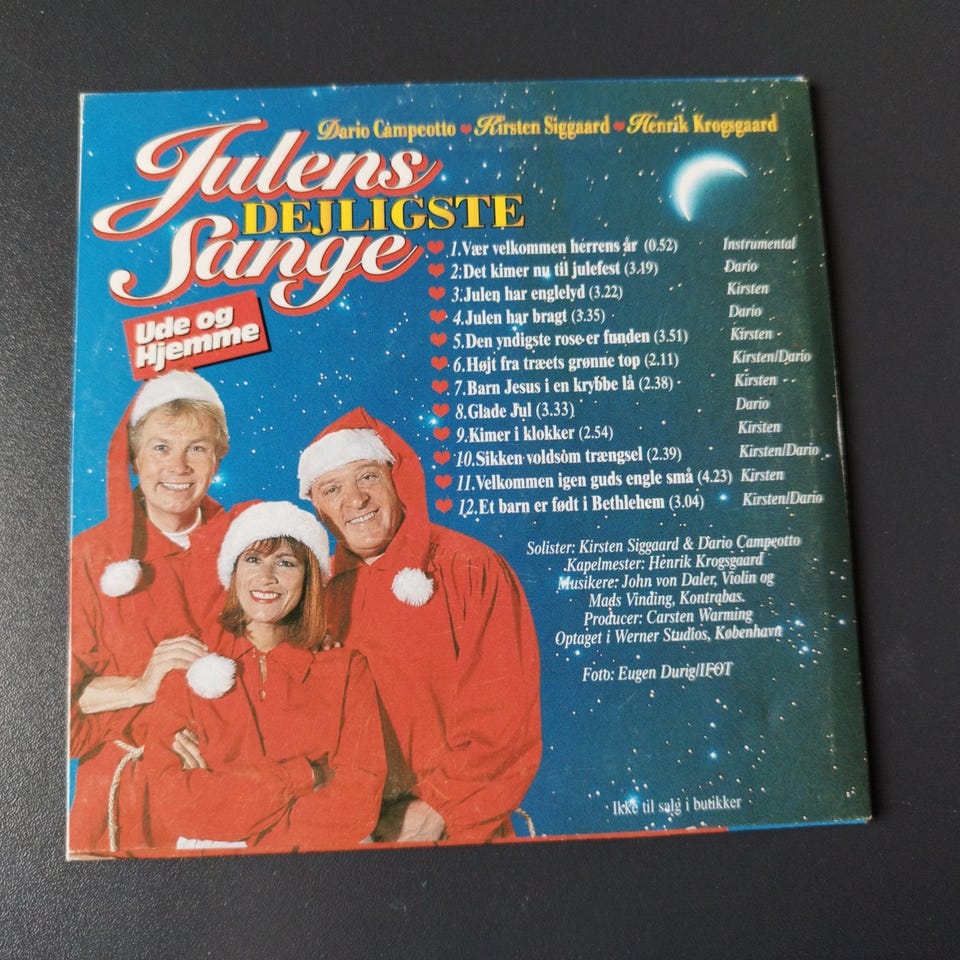 Dario Campeotto ♥ Kirsten Siggaard ♥ Henrik Krogsgaard
Julens
DEJLIGSTE
Sange
Ude og
Hjemme
1.Vær velkommen herrens år (0.52) Instrumental
2.Det kimer nu til julefest (3.19) Dario
3.Julen har englelyd (3.22) Kirsten
4.Julen har bragt (3.35) Dario
5.Den yndigste rose er funden (3.51) Kirsten
6.Højt fra træets grønne top (2.11) Kirsten/Dario
7.Barn Jesus i en krybbe lå (2.38) Kirsten
8.Glade Jul (3.33) Dario
9.Kimer i klokker (2.54) Kirsten
10.Sikken voldsom trængsel (2.39) Kirsten/Dario
11.Velkommen igen guds engle små (4.23) Kirsten
12.Et barn er født i Bethlehem (3.04) Kirsten/Dario
Solister: Kirsten Siggaard & Dario Campeotto
Kapelmester: Henrik Krogsgaard
Musikere: John von Daler, Violin og
Mads Vinding, Kontrabas.
Producer: Carsten Warming
Optaget i Werner Studios, København
Foto: Eugen Durig/IFOT
Ikke til salg i butikker